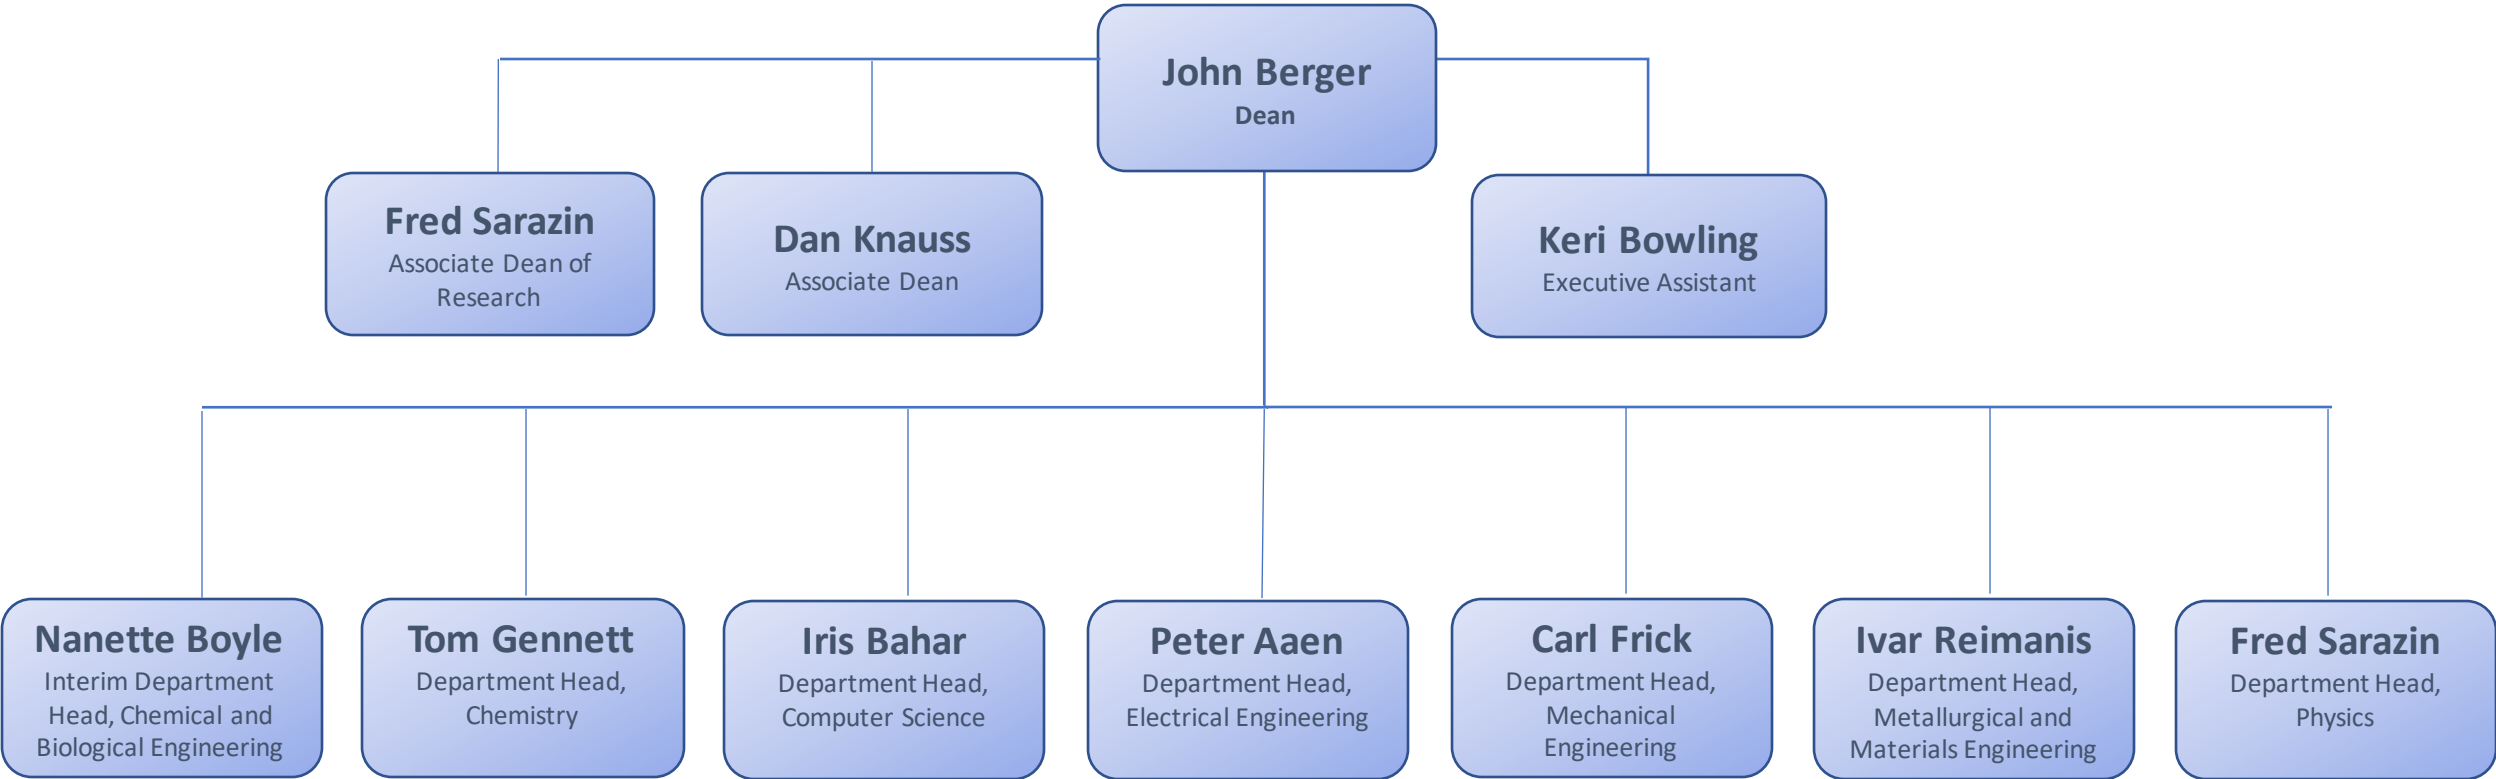 John Berger
Dean
Fred Sarazin
Associate Dean of
Research
Dan Knauss
Associate Dean
Keri Bowling
Executive Assistant
Nanette Boyle
Interim Department
Head, Chemical and
Biological Engineering
Tom Gennett
Department Head,
Chemistry
Iris Bahar
Department Head,
Computer Science
Peter Aaen
Department Head,
Electrical Engineering
Carl Frick
Department Head,
Mechanical
Engineering
Ivar Reimanis
Department Head,
Metallurgical and
Materials Engineering
Fred Sarazin
Department Head,
Physics